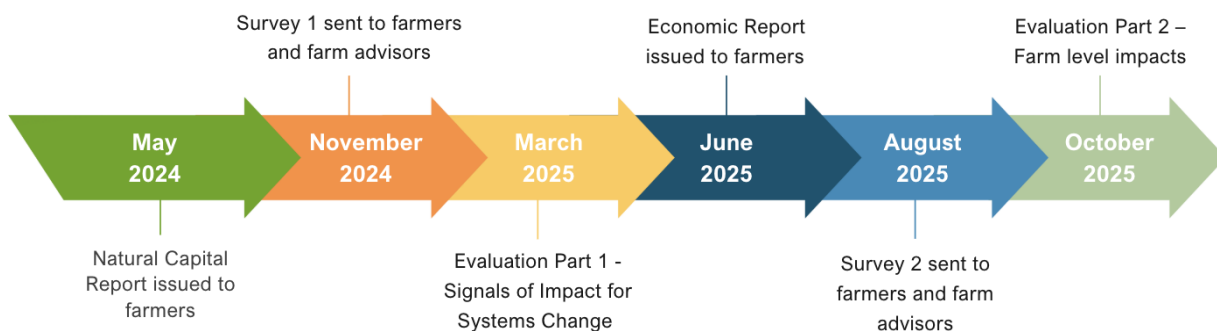 Survey 1 sent to farmers
and farm advisors
Economic Report
issued to farmers
Evaluation Part 2 –
Farm level impacts
May
2024
November
2024
March
2025
June
2025
August
2025
October
2025
Natural Capital
Report issued to
farmers
Evaluation Part 1 -
Signals of Impact for
Systems Change
Survey 2 sent to
farmers and farm
advisors